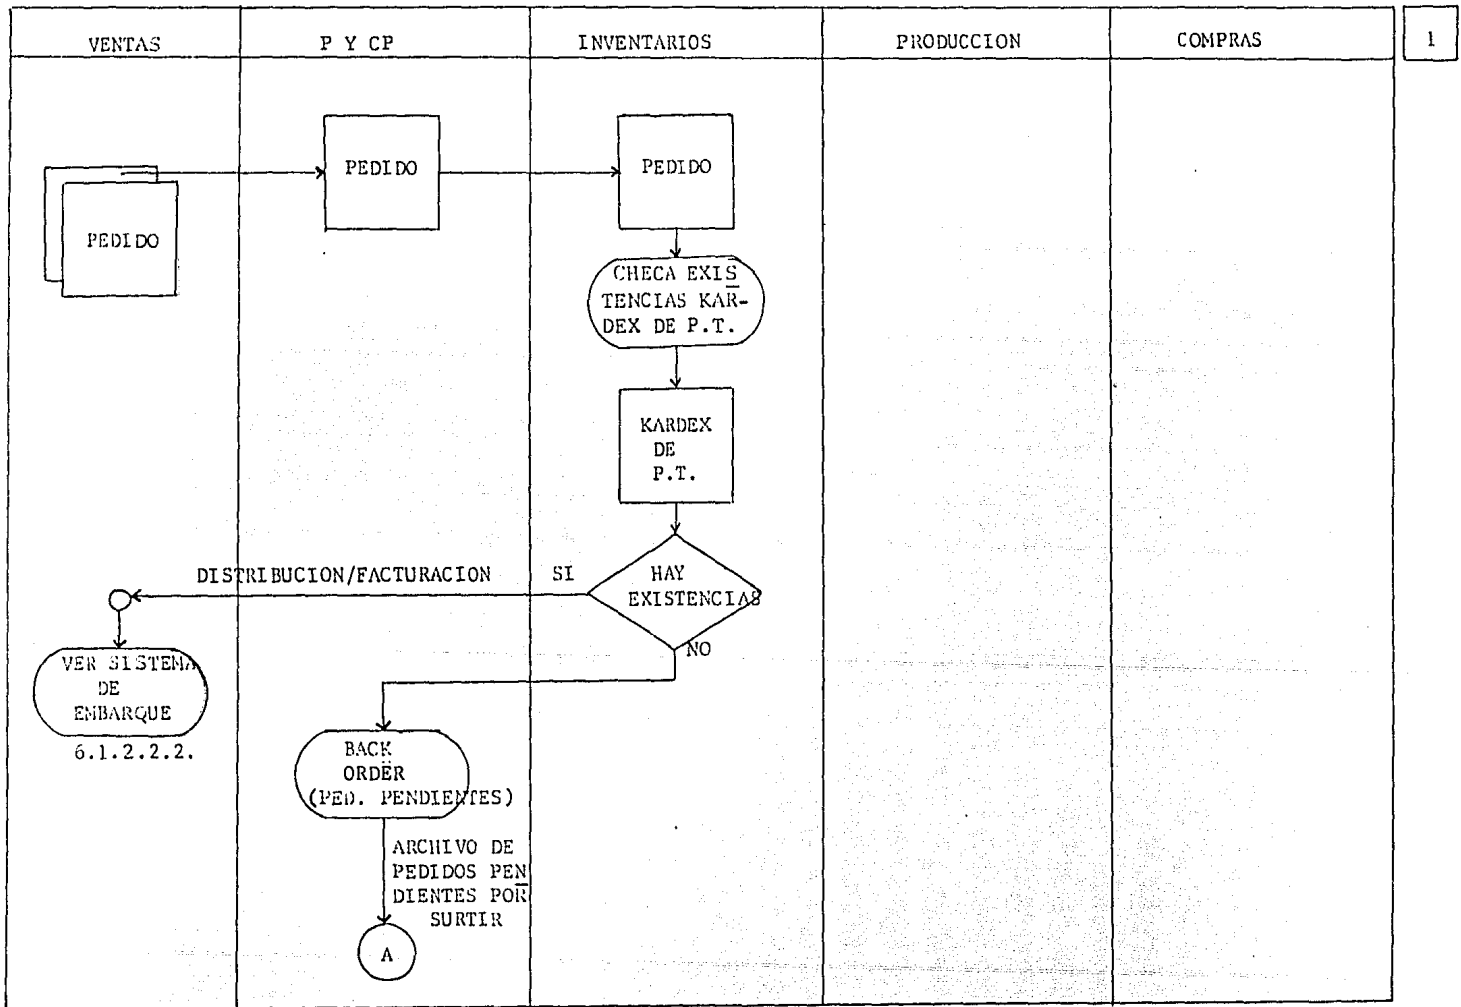 VENTAS
P Y CP
INVENTARIOS
PRODUCCION
COMPRAS
1
PEDIDO
PEDIDO
PEDIDO
CHECA EXIS
TENCIAS KAR-
DEX DE P.T.
KARDEX
DE
P.T.
HAY
EXISTENCIAS
SI
DISTRIBUCION/FACTURACION
VER SISTEMA
DE
EMBARQUE
6.1.2.2.2.
NO
BACK
ORDER
(PED. PENDIENTES)
ARCHIVO DE
PEDIDOS PEN
DIENTES POR
SURTIR
A